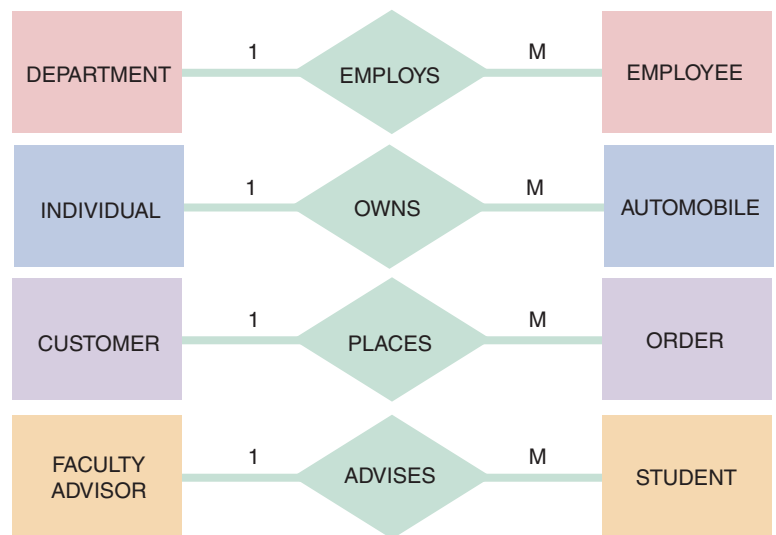 DEPARTMENT 1 EMPLOYS M EMPLOYEE
INDIVIDUAL 1 OWNS M AUTOMOBILE
CUSTOMER 1 PLACES M ORDER
FACULTY
ADVISOR 1 ADVISES M STUDENT